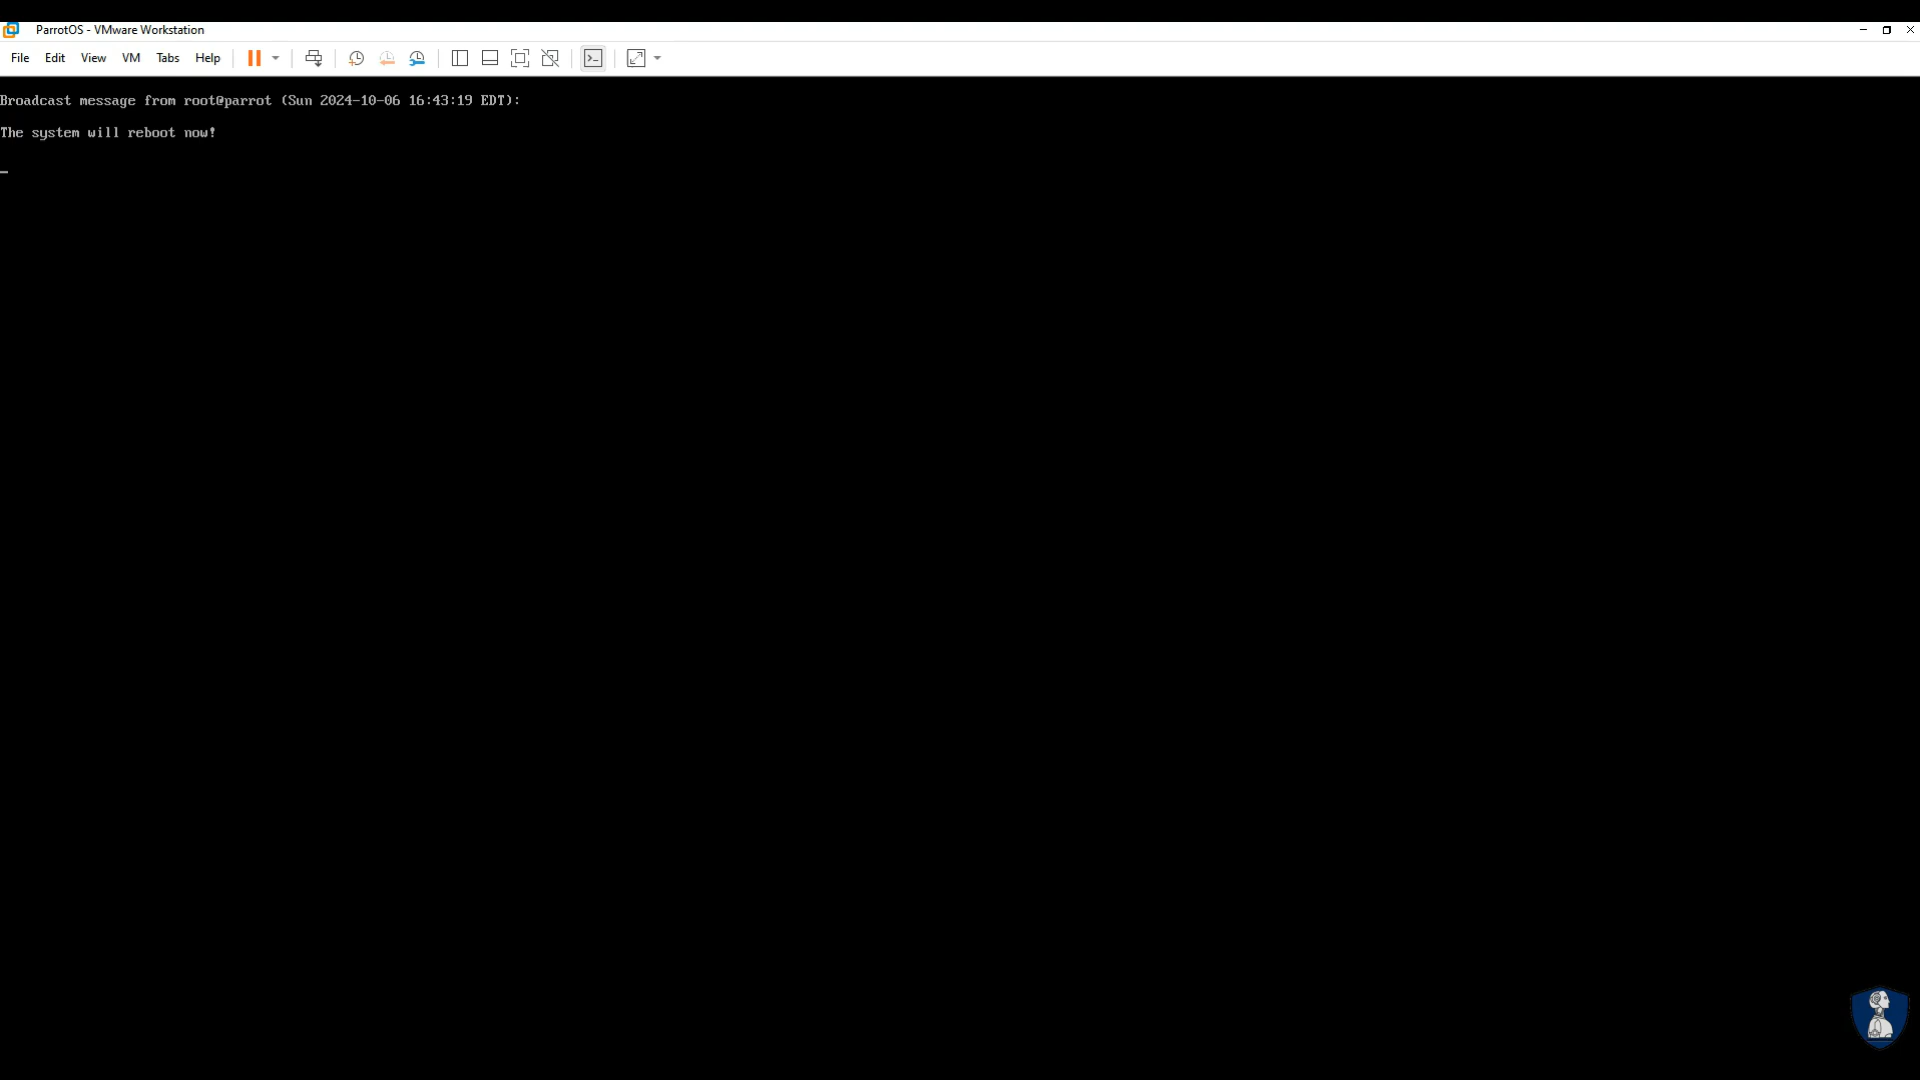 ParrotOS - VMware Workstation
File Edit View VM Tabs Help
Broadcast message from root@parrot (Sun 2024-10-06 16:43:19 EDT):
The system will reboot now!